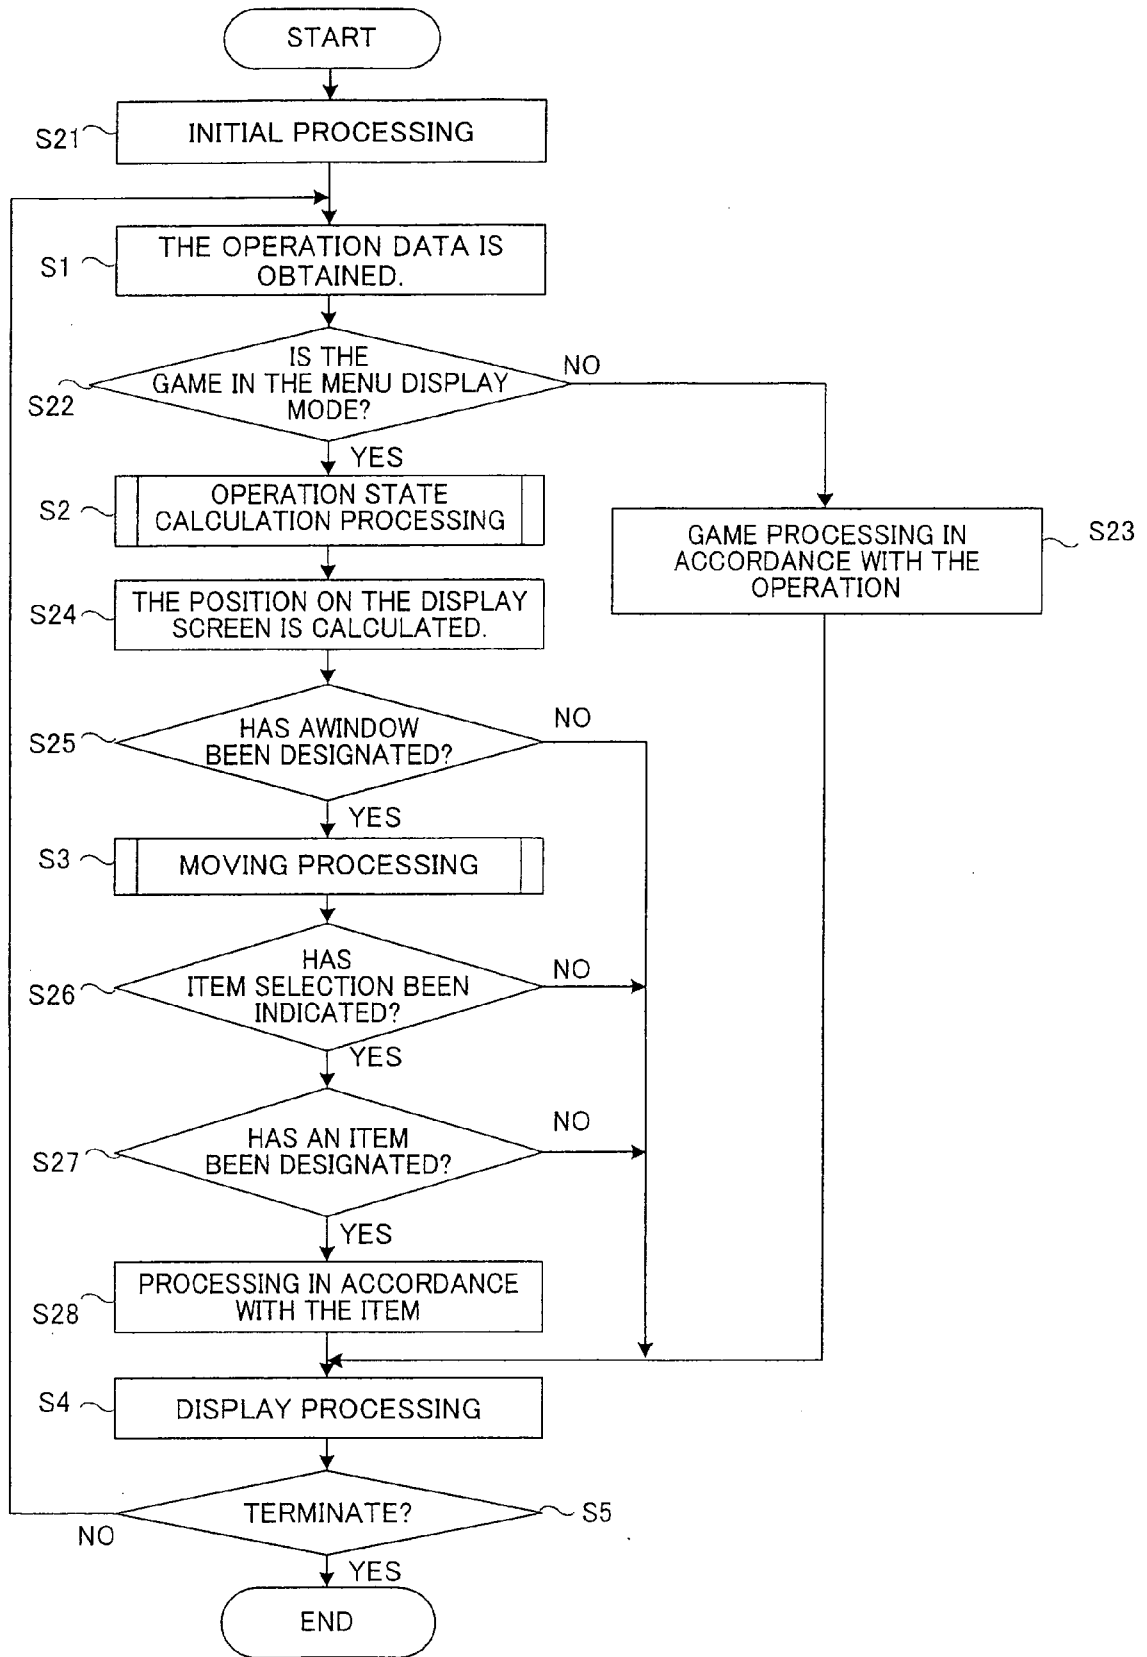 START
S21
INITIAL PROCESSING
S1
THE OPERATION DATA IS
OBTAINED.
S22
IS THE
GAME IN THE MENU DISPLAY
MODE?
NO
YES
S2
OPERATION STATE
CALCULATION PROCESSING
GAME PROCESSING IN
ACCORDANCE WITH THE
OPERATION
S23
S24
THE POSITION ON THE DISPLAY
SCREEN IS CALCULATED.
S25
HAS AWINDOW
BEEN DESIGNATED?
NO
YES
S3
MOVING PROCESSING
S26
HAS
ITEM SELECTION BEEN
INDICATED?
NO
YES
S27
HAS AN ITEM
BEEN DESIGNATED?
NO
YES
S28
PROCESSING IN ACCORDANCE
WITH THE ITEM
S4
DISPLAY PROCESSING
TERMINATE?
S5
NO
YES
END